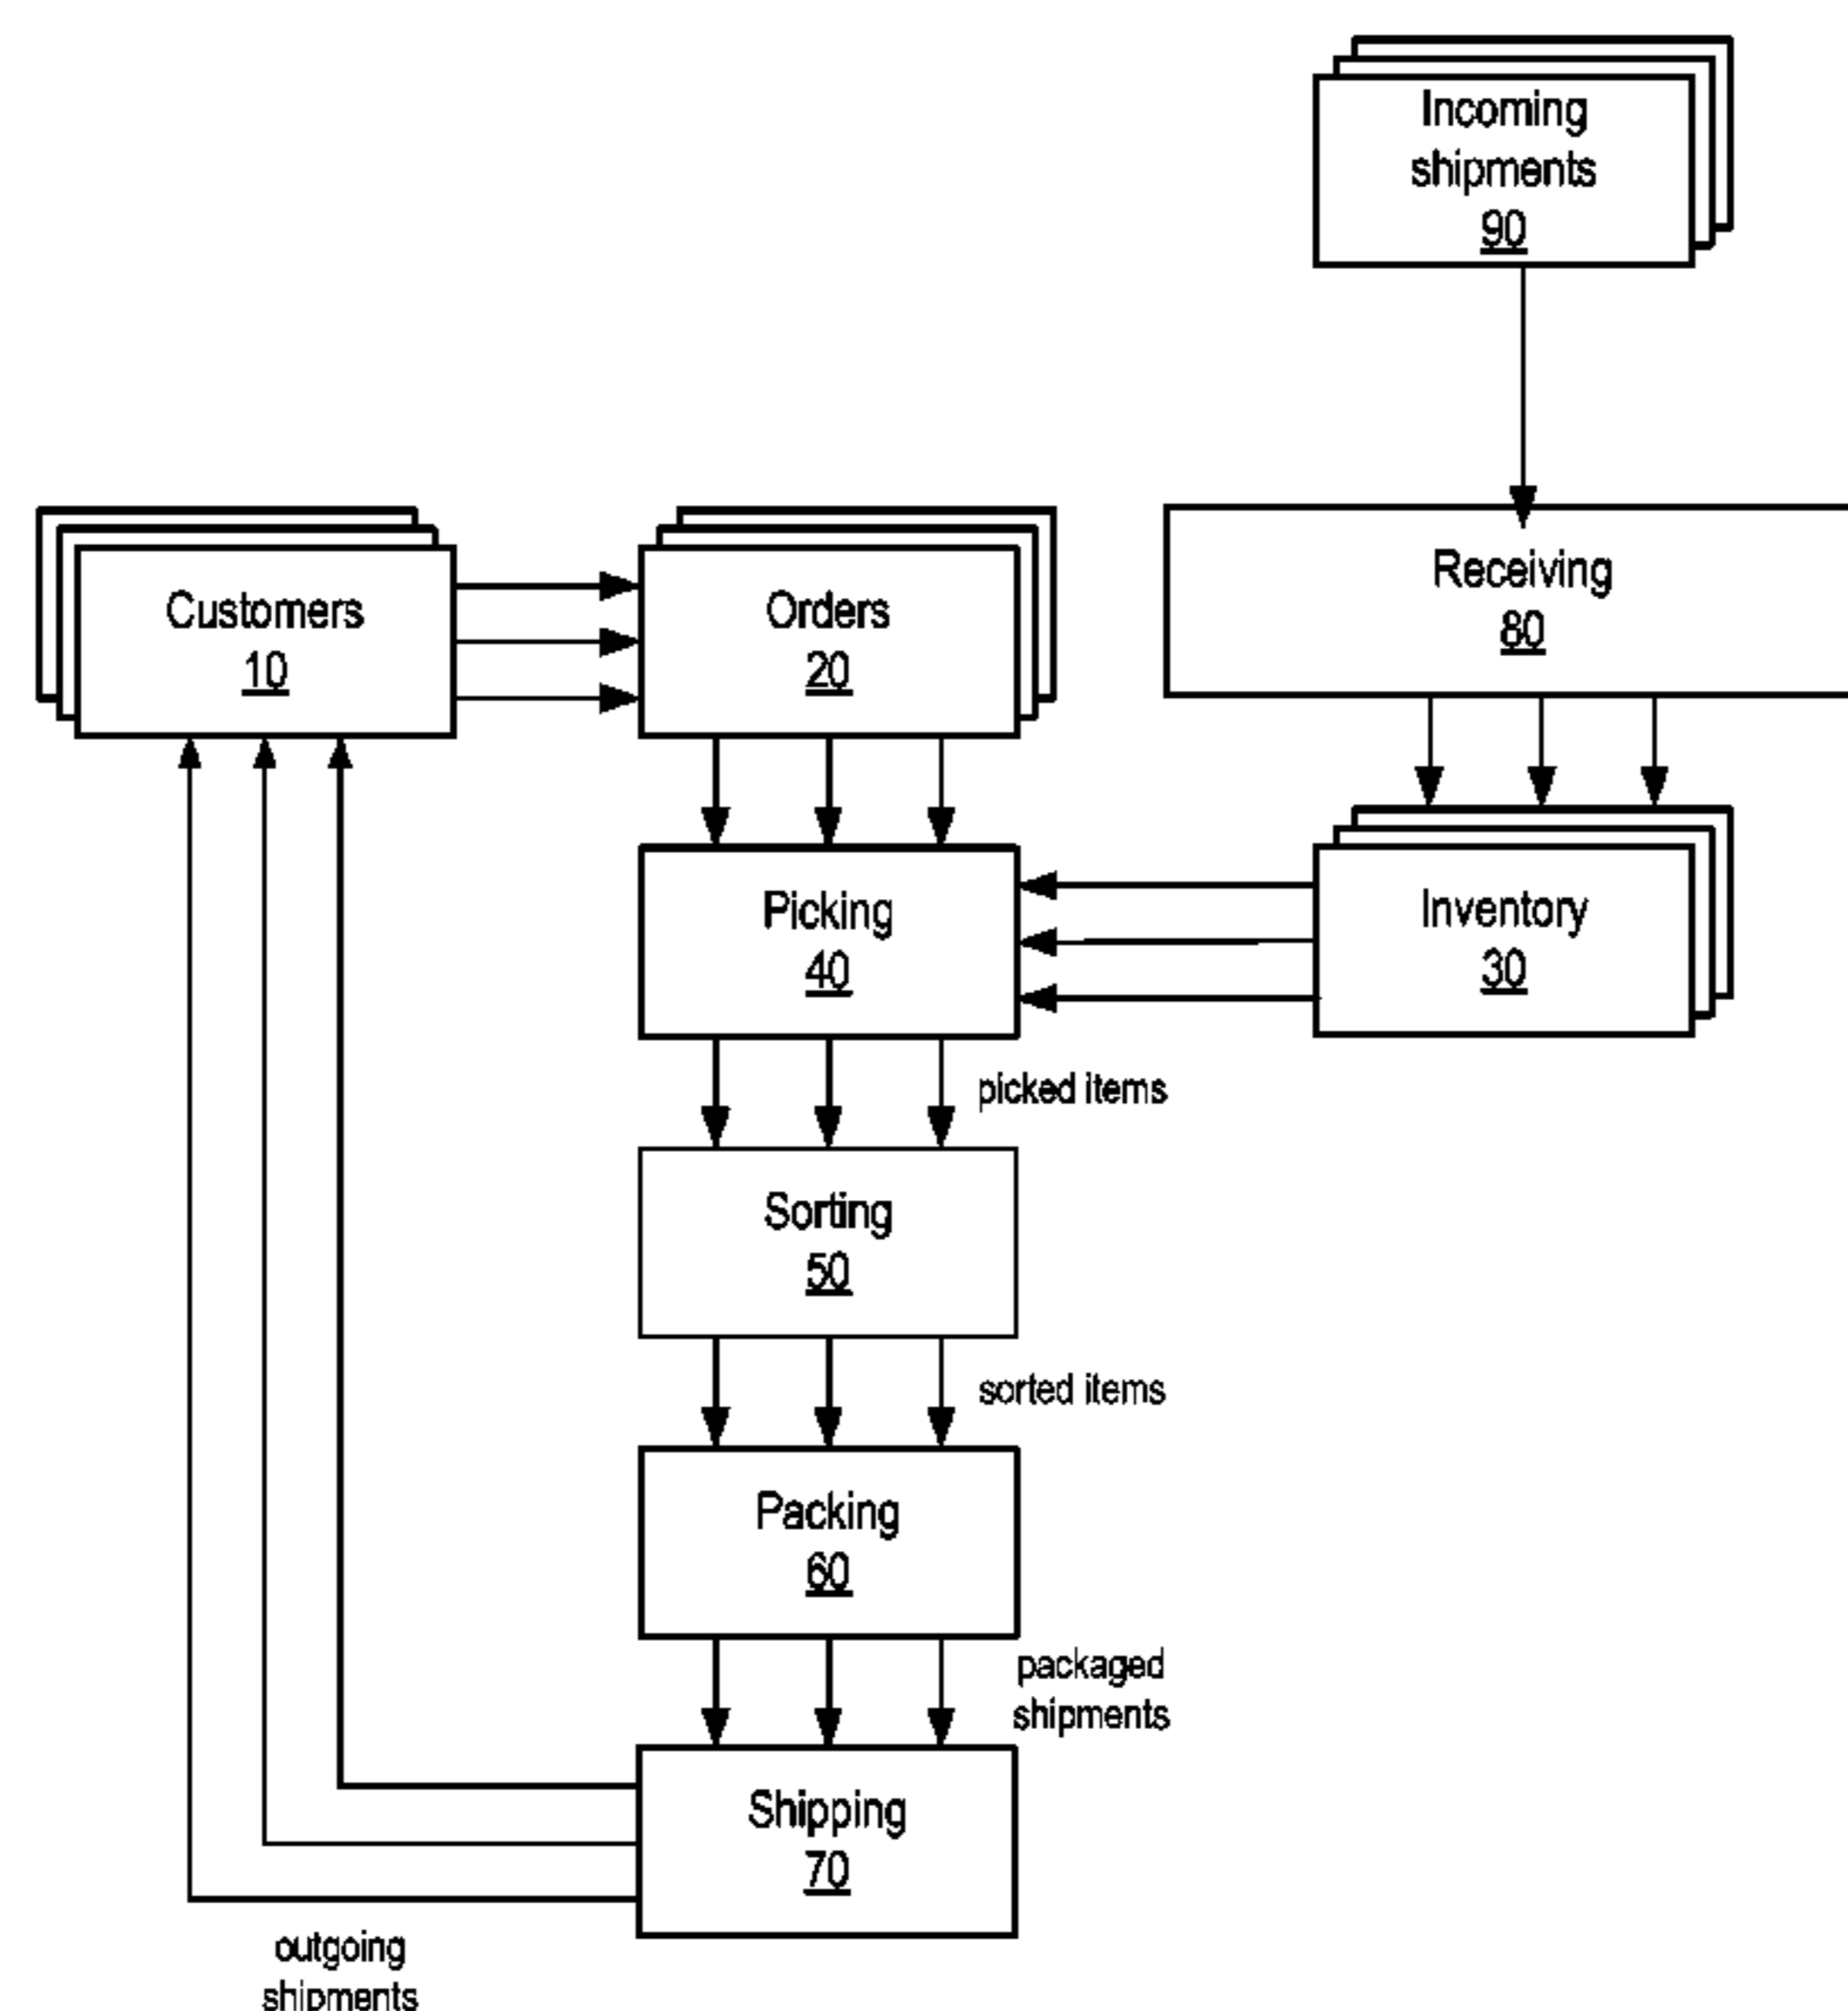 Incoming
shipments
90
Customers
10
Orders
20
Receiving
80
Picking
40
Inventory
30
picked items
Sorting
50
sorted items
Packing
60
packaged
shipments
Shipping
70
outgoing
shipments